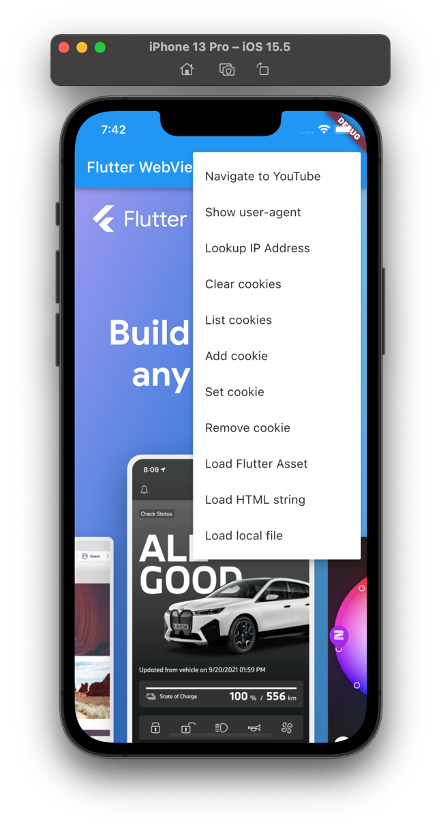 iPhone 13 Pro – iOS 15.5
7:42
DEBUG
Flutter WebVie
Navigate to YouTube
Show user-agent
Lookup IP Address
Clear cookies
List cookies
Add cookie
Set cookie
Remove cookie
Load Flutter Asset
Load HTML string
Load local file
Flutter
Build
any
8:09
Check Status
ALL
GOOD
Updated from vehicle on 9/20/2021 01:59 PM
State of Charge
100 % / 556 km
Guest